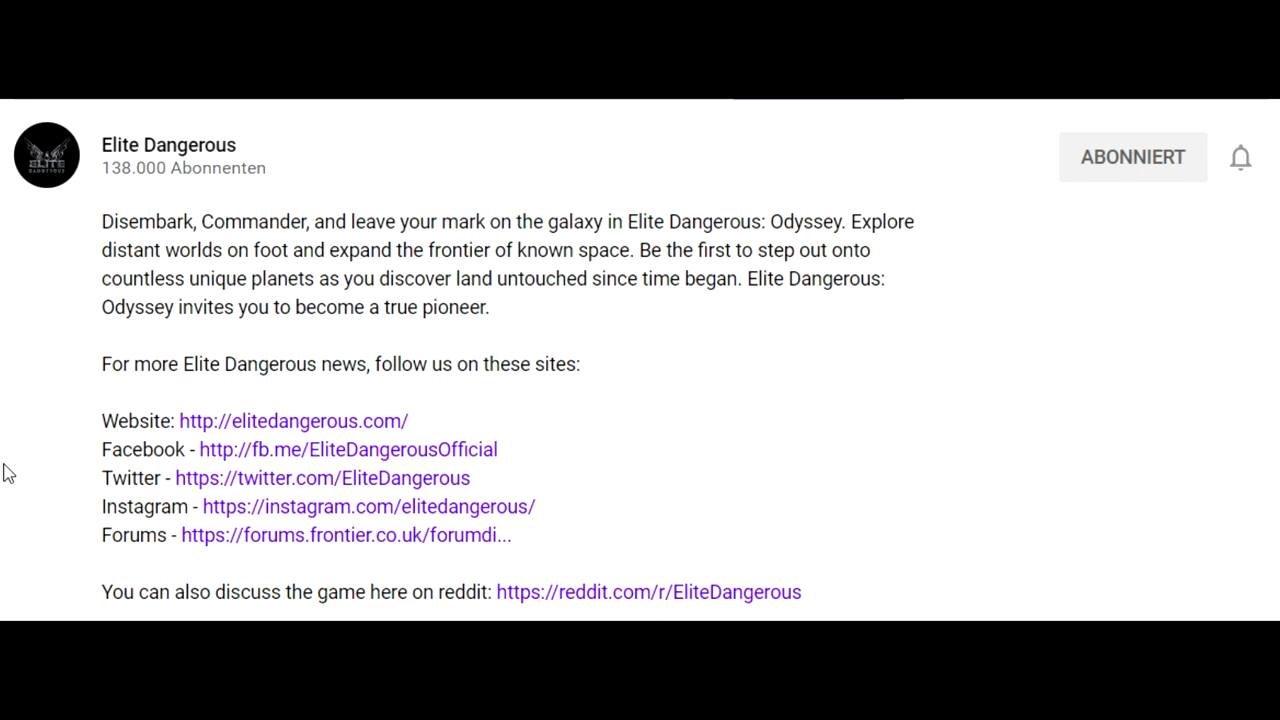 Elite Dangerous
138.000 Abonnenten
ABONNIERT
ELITE
DANGEROUS
Disembark, Commander, and leave your mark on the galaxy in Elite Dangerous: Odyssey. Explore
distant worlds on foot and expand the frontier of known space. Be the first to step out onto
countless unique planets as you discover land untouched since time began. Elite Dangerous:
Odyssey invites you to become a true pioneer.
For more Elite Dangerous news, follow us on these sites:
Website: http://elitedangerous.com/
Facebook - http://fb.me/EliteDangerousOfficial
Twitter - https://twitter.com/EliteDangerous
Instagram - https://instagram.com/elitedangerous/
Forums - https://forums.frontier.co.uk/forumdi...
You can also discuss the game here on reddit: https://reddit.com/r/EliteDangerous